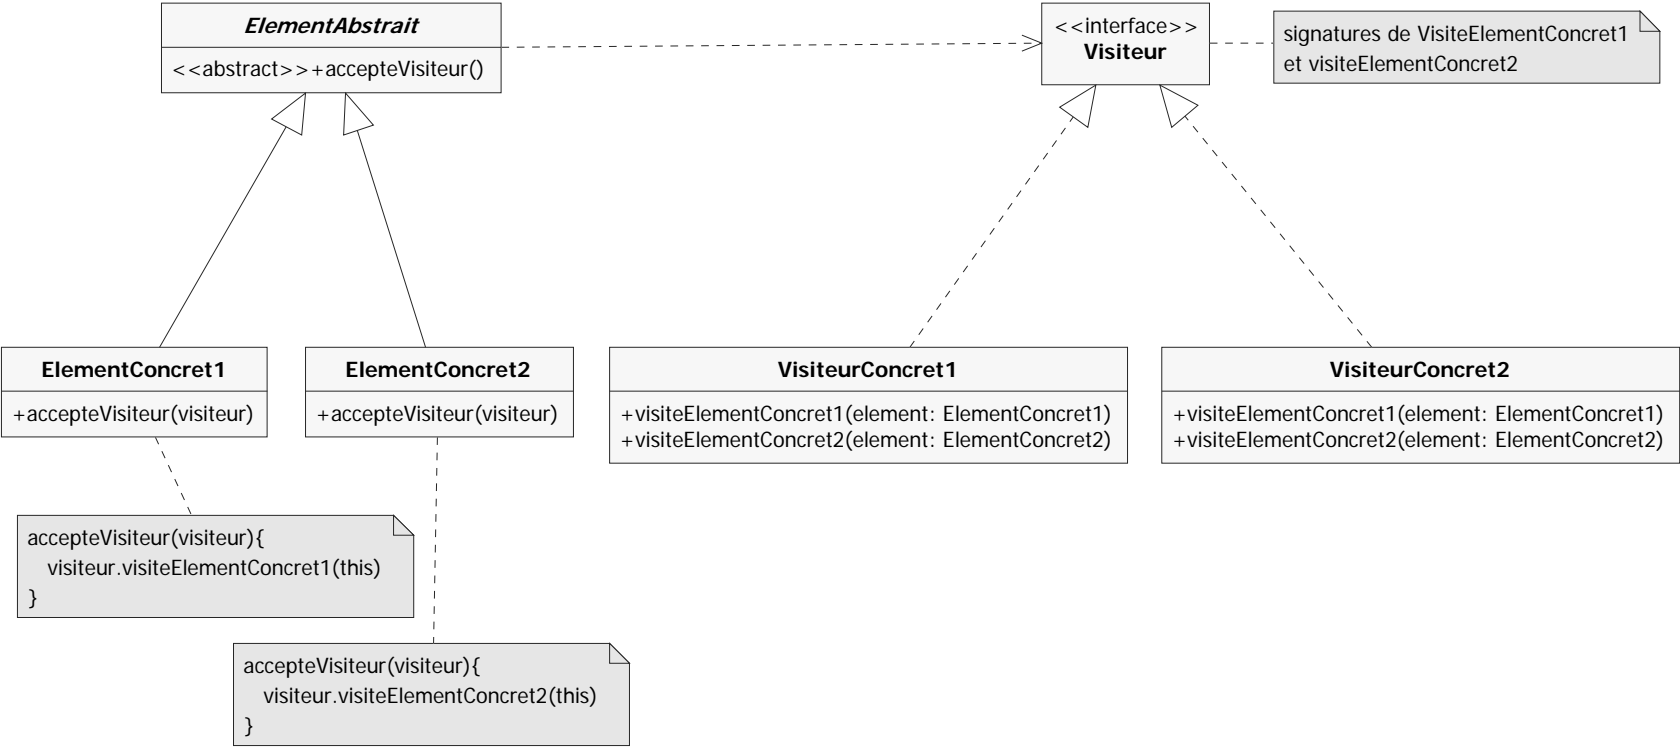 ElementAbstrait
<<abstract>>+accepteVisiteur()
<<interface>>
Visiteur
signatures de VisiteElementConcret1
et visiteElementConcret2
ElementConcret1
+accepteVisiteur(visiteur)
ElementConcret2
+accepteVisiteur(visiteur)
VisiteurConcret1
+visiteElementConcret1(element: ElementConcret1)
+visiteElementConcret2(element: ElementConcret2)
VisiteurConcret2
+visiteElementConcret1(element: ElementConcret1)
+visiteElementConcret2(element: ElementConcret2)
accepteVisiteur(visiteur){
visiteur.visiteElementConcret1(this)
}
accepteVisiteur(visiteur){
visiteur.visiteElementConcret2(this)
}